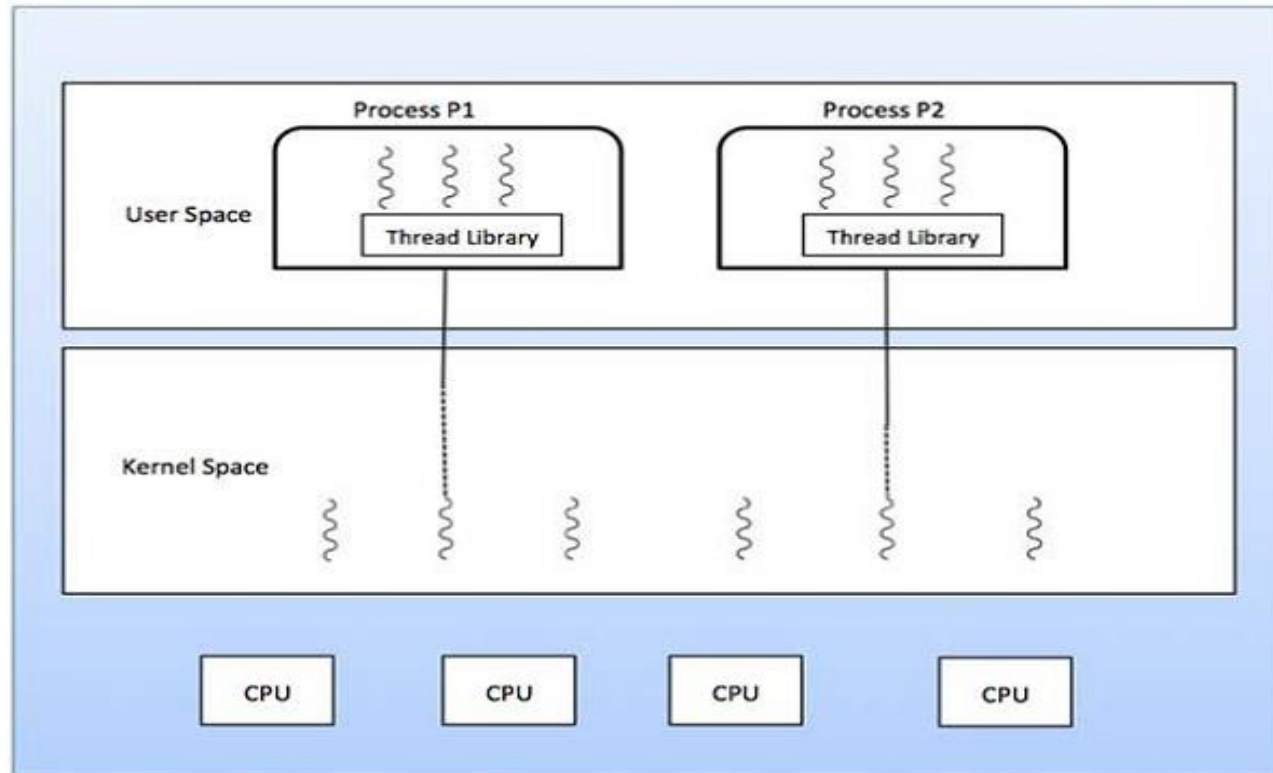 Process P1
Process P2
User Space
Thread Library
Thread Library
Kernel Space
CPU
CPU
CPU
CPU